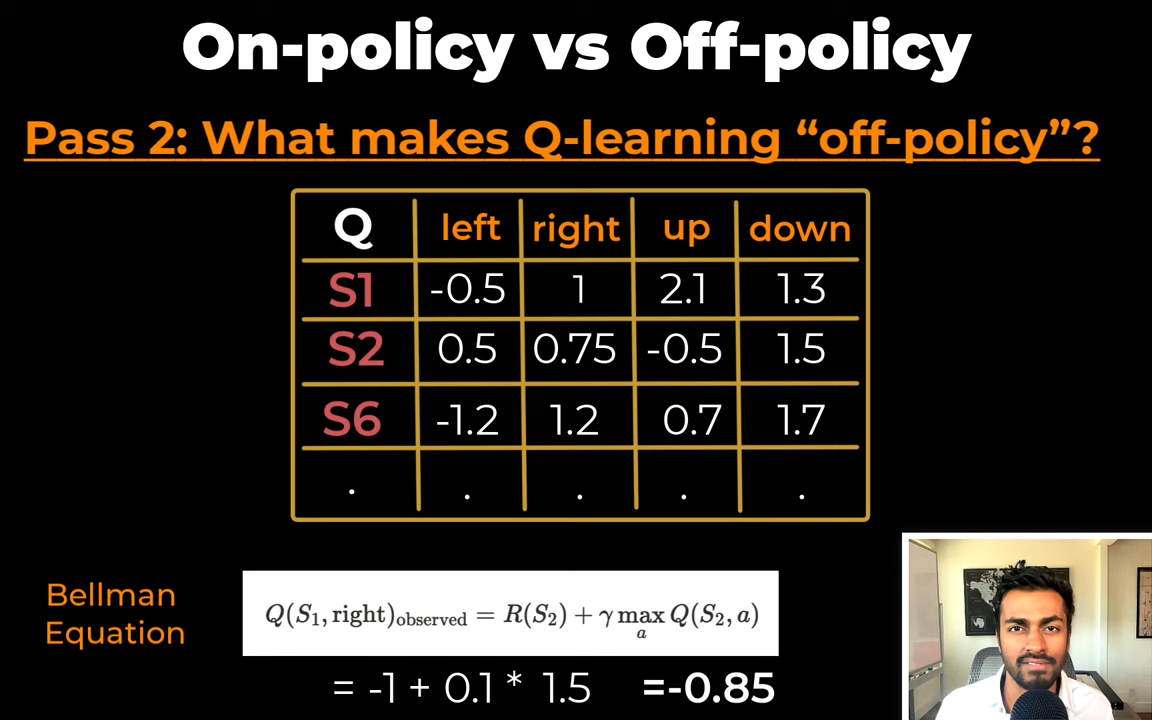 On-policy vs Off-policy
Pass 2: What makes Q-learning “off-policy”?
Q left right up down
S1 -0.5 1 2.1 1.3
S2 0.5 0.75 -0.5 1.5
S6 -1.2 1.2 0.7 1.7
. . . . .
Bellman
Equation
Q(S₁, right)observed = R(S₂) + γ maxₐ Q(S₂, a)
= -1 + 0.1 * 1.5 =-0.85